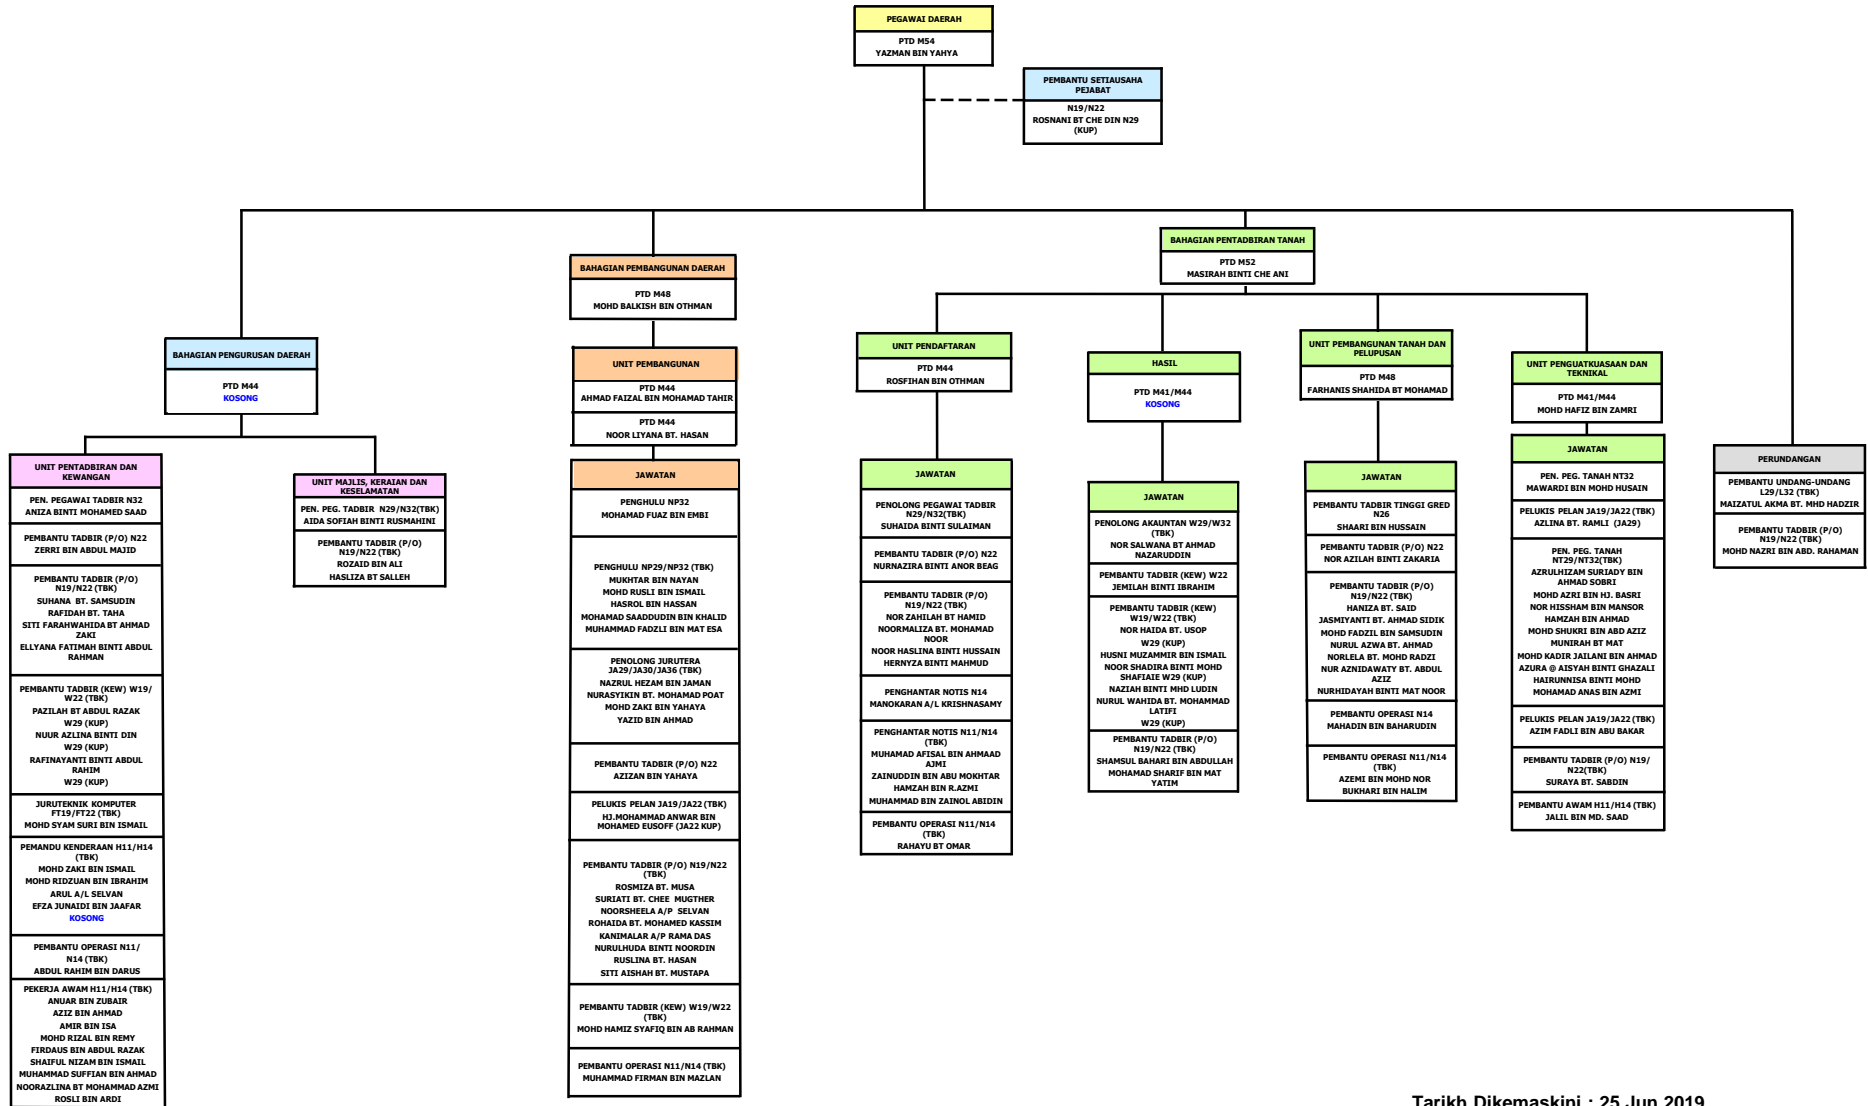 PEGAWAI DAERAH
PTD M54
YAZMAN BIN YAHYA
PEMBANTU SETIAUSAHA
PEJABAT
N19/N22
ROSNANI BT CHE DIN N29
(KUP)
BAHAGIAN PENGURUSAN DAERAH
PTD M44
KOSONG
UNIT PENTADBIRAN DAN
KEWANGAN
PEN. PEGAWAI TADBIR N32
ANIZA BINTI MOHAMED SAAD
PEMBANTU TADBIR (P/O) N22
ZERRI BIN ABDUL MAJID
PEMBANTU TADBIR (P/O)
N19/N22 (TBK)
SUHANA BT. SAMSUDIN
RAFIDAH BT. TAHA
SITI FARAHWAHIDA BT AHMAD
ZAKI
ELLYANA FATIMAH BINTI ABDUL
RAHMAN
PEMBANTU TADBIR (KEW) W19/
W22 (TBK)
PAZILAH BT ABDUL RAZAK
W29 (KUP)
NUUR AZLINA BINTI DIN
W29 (KUP)
RAFINAYANTI BINTI ABDUL
RAHIM
W29 (KUP)
JURUTEKNIK KOMPUTER
FT19/FT22 (TBK)
MOHD SYAM SURI BIN ISMAIL
PEMANDU KENDERAAN H11/H14
(TBK)
MOHD ZAKI BIN ISMAIL
MOHD RIDZUAN BIN IBRAHIM
ARUL A/L SELVAN
EFZA JUNAIDI BIN JAAFAR
KOSONG
PEMBANTU OPERASI N11/
N14 (TBK)
ABDUL RAHIM BIN DARUS
PEKERJA AWAM H11/H14 (TBK)
ANUAR BIN ZUBAIR
AZIZ BIN AHMAD
AMIR BIN ISA
MOHD RIZAL BIN REMY
FIRDAUS BIN ABDUL RAZAK
SHAIFUL NIZAM BIN ISMAIL
MUHAMMAD SUFFIAN BIN AHMAD
NOORAZLINA BT MOHAMMAD AZMI
ROSLI BIN ARDI
UNIT MAJLIS, KERAIAN DAN
KESELAMATAN
PEN. PEG. TADBIR N29/N32(TBK)
AIDA SOFIAH BINTI RUSMAHINI
PEMBANTU TADBIR (P/O)
N19/N22 (TBK)
ROZAID BIN ALI
HASLIZA BT SALLEH
BAHAGIAN PEMBANGUNAN DAERAH
PTD M48
MOHD BALKISH BIN OTHMAN
UNIT PEMBANGUNAN
PTD M44
AHMAD FAIZAL BIN MOHAMAD TAHIR
PTD M44
NOOR LIYANA BT. HASAN
JAWATAN
PENGHULU NP32
MOHAMAD FUAZ BIN EMBI
PENGHULU NP29/NP32 (TBK)
MUKHTAR BIN NAYAN
MOHD RUSLI BIN ISMAIL
HASROL BIN HASSAN
MOHAMAD SAADDUDIN BIN KHALID
MUHAMMAD FADZLI BIN MAT ESA
PENOLONG JURUTERA
JA29/JA30/JA36 (TBK)
NAZRUL HEZAM BIN JAMAN
NURASYIKIN BT. MOHAMAD POAT
MOHD ZAKI BIN YAHAYA
YAZID BIN AHMAD
PEMBANTU TADBIR (P/O) N22
AZIZAN BIN YAHAYA
PELUKIS PELAN JA19/JA22 (TBK)
HJ.MOHAMMAD ANWAR BIN
MOHAMED EUSOFF (JA22 KUP)
PEMBANTU TADBIR (P/O) N19/N22
(TBK)
ROSMIZA BT. MUSA
SURIATI BT. CHEE MUGTHER
NOORSHEELA A/P SELVAN
ROHAIDA BT. MOHAMED KASSIM
KANIMALAR A/P RAMA DAS
NURULHUDA BINTI NOORDIN
RUSLINA BT. HASAN
SITI AISHAH BT. MUSTAPA
PEMBANTU TADBIR (KEW) W19/W22
(TBK)
MOHD HAMIZ SYAFIQ BIN AB RAHMAN
PEMBANTU OPERASI N11/N14 (TBK)
MUHAMMAD FIRMAN BIN MAZLAN
BAHAGIAN PENTADBIRAN TANAH
PTD M52
MASIRAH BINTI CHE ANI
UNIT PENDAFTARAN
PTD M44
ROSFIHAN BIN OTHMAN
JAWATAN
PENOLONG PEGAWAI TADBIR
N29/N32(TBK)
SUHAIDA BINTI SULAIMAN
PEMBANTU TADBIR (P/O) N22
NURNAZIRA BINTI ANOR BEAG
PEMBANTU TADBIR (P/O)
N19/N22 (TBK)
NOR ZAHILAH BT HAMID
NOORMALIZA BT. MOHAMAD
NOOR
NOOR HASLINA BINTI HUSSAIN
HERNYZA BINTI MAHMUD
PENGHANTAR NOTIS N14
MANOKARAN A/L KRISHNASAMY
PENGHANTAR NOTIS N11/N14
(TBK)
MUHAMAD AFISAL BIN AHMAAD
AJMI
ZAINUDDIN BIN ABU MOKHTAR
HAMZAH BIN R.AZMI
MUHAMMAD BIN ZAINOL ABIDIN
PEMBANTU OPERASI N11/N14
(TBK)
RAHAYU BT OMAR
HASIL
PTD M41/M44
KOSONG
JAWATAN
PENOLONG AKAUNTAN W29/W32
(TBK)
NOR SALWANA BT AHMAD
NAZARUDDIN
PEMBANTU TADBIR (KEW) W22
JEMILAH BINTI IBRAHIM
PEMBANTU TADBIR (KEW)
W19/W22 (TBK)
NOR HAIDA BT. USOP
W29 (KUP)
HUSNI MUZAMMIR BIN ISMAIL
NOOR SHADIRA BINTI MOHD
SHAFIAIE W29 (KUP)
NAZIAH BINTI MHD LUDIN
NURUL WAHIDA BT. MOHAMMAD
LATIFI
W29 (KUP)
PEMBANTU TADBIR (P/O)
N19/N22 (TBK)
SHAMSUL BAHARI BIN ABDULLAH
MOHAMAD SHARIF BIN MAT
YATIM
UNIT PEMBANGUNAN TANAH DAN
PELUPUSAN
PTD M48
FARHANIS SHAHIDA BT MOHAMAD
JAWATAN
PEMBANTU TADBIR TINGGI GRED
N26
SHAARI BIN HUSSAIN
PEMBANTU TADBIR (P/O) N22
NOR AZILAH BINTI ZAKARIA
PEMBANTU TADBIR (P/O)
N19/N22 (TBK)
HANIZA BT. SAID
JASMIYANTI BT. AHMAD SIDIK
MOHD FADZIL BIN SAMSUDIN
NURUL AZWA BT. AHMAD
NORLELA BT. MOHD RADZI
NUR AZNIDAWATY BT. ABDUL
AZIZ
NURHIDAYAH BINTI MAT NOOR
PEMBANTU OPERASI N14
MAHADIN BIN BAHARUDIN
PEMBANTU OPERASI N11/N14
(TBK)
AZEMI BIN MOHD NOR
BUKHARI BIN HALIM
UNIT PENGUATKUASAAN DAN
TEKNIKAL
PTD M41/M44
MOHD HAFIZ BIN ZAMRI
JAWATAN
PEN. PEG. TANAH NT32
MAWARDI BIN MOHD HUSAIN
PELUKIS PELAN JA19/JA22 (TBK)
AZLINA BT. RAMLI (JA29)
PEN. PEG. TANAH
NT29/NT32(TBK)
AZRULHIZAM SURIADY BIN
AHMAD SOBRI
MOHD AZRI BIN HJ. BASRI
NOR HISSHAM BIN MANSOR
HAMZAH BIN AHMAD
MOHD SHUKRI BIN ABD AZIZ
MUNIRAH BT MAT
MOHD KADIR JAILANI BIN AHMAD
AZURA @ AISYAH BINTI GHAZALI
HAIRUNNISA BINTI MOHD
MOHAMAD ANAS BIN AZMI
PELUKIS PELAN JA19/JA22 (TBK)
AZIM FADLI BIN ABU BAKAR
PEMBANTU TADBIR (P/O) N19/
N22(TBK)
SURAYA BT. SABDIN
PEMBANTU AWAM H11/H14 (TBK)
JALIL BIN MD. SAAD
PERUNDANGAN
PEMBANTU UNDANG-UNDANG
L29/L32 (TBK)
MAIZATUL AKMA BT. MHD HADZIR
PEMBANTU TADBIR (P/O)
N19/N22 (TBK)
MOHD NAZRI BIN ABD. RAHAMAN
Tarikh Dikemaskini : 25 Jun 2019